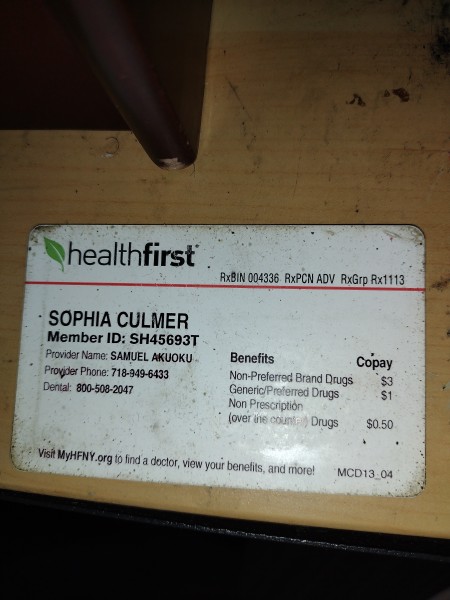 healthfirst
RxBIN 004336 RxPCN ADV RxGrp Rx1113
SOPHIA CULMER
Member ID: SH45693T
Provider Name: SAMUEL AKUOKU
Provider Phone: 718-949-6433
Dental: 800-508-2047
Benefits Copay
Non-Preferred Brand Drugs $3
Generic/Preferred Drugs $1
Non Prescription
(over the counter) Drugs $0.50
Visit MyHFNY.org to find a doctor, view your benefits, and more!
MCD13_04